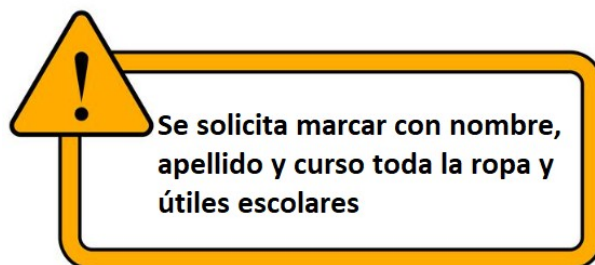 Se solicita marcar con nombre,
apellido y curso toda la ropa y
útiles escolares